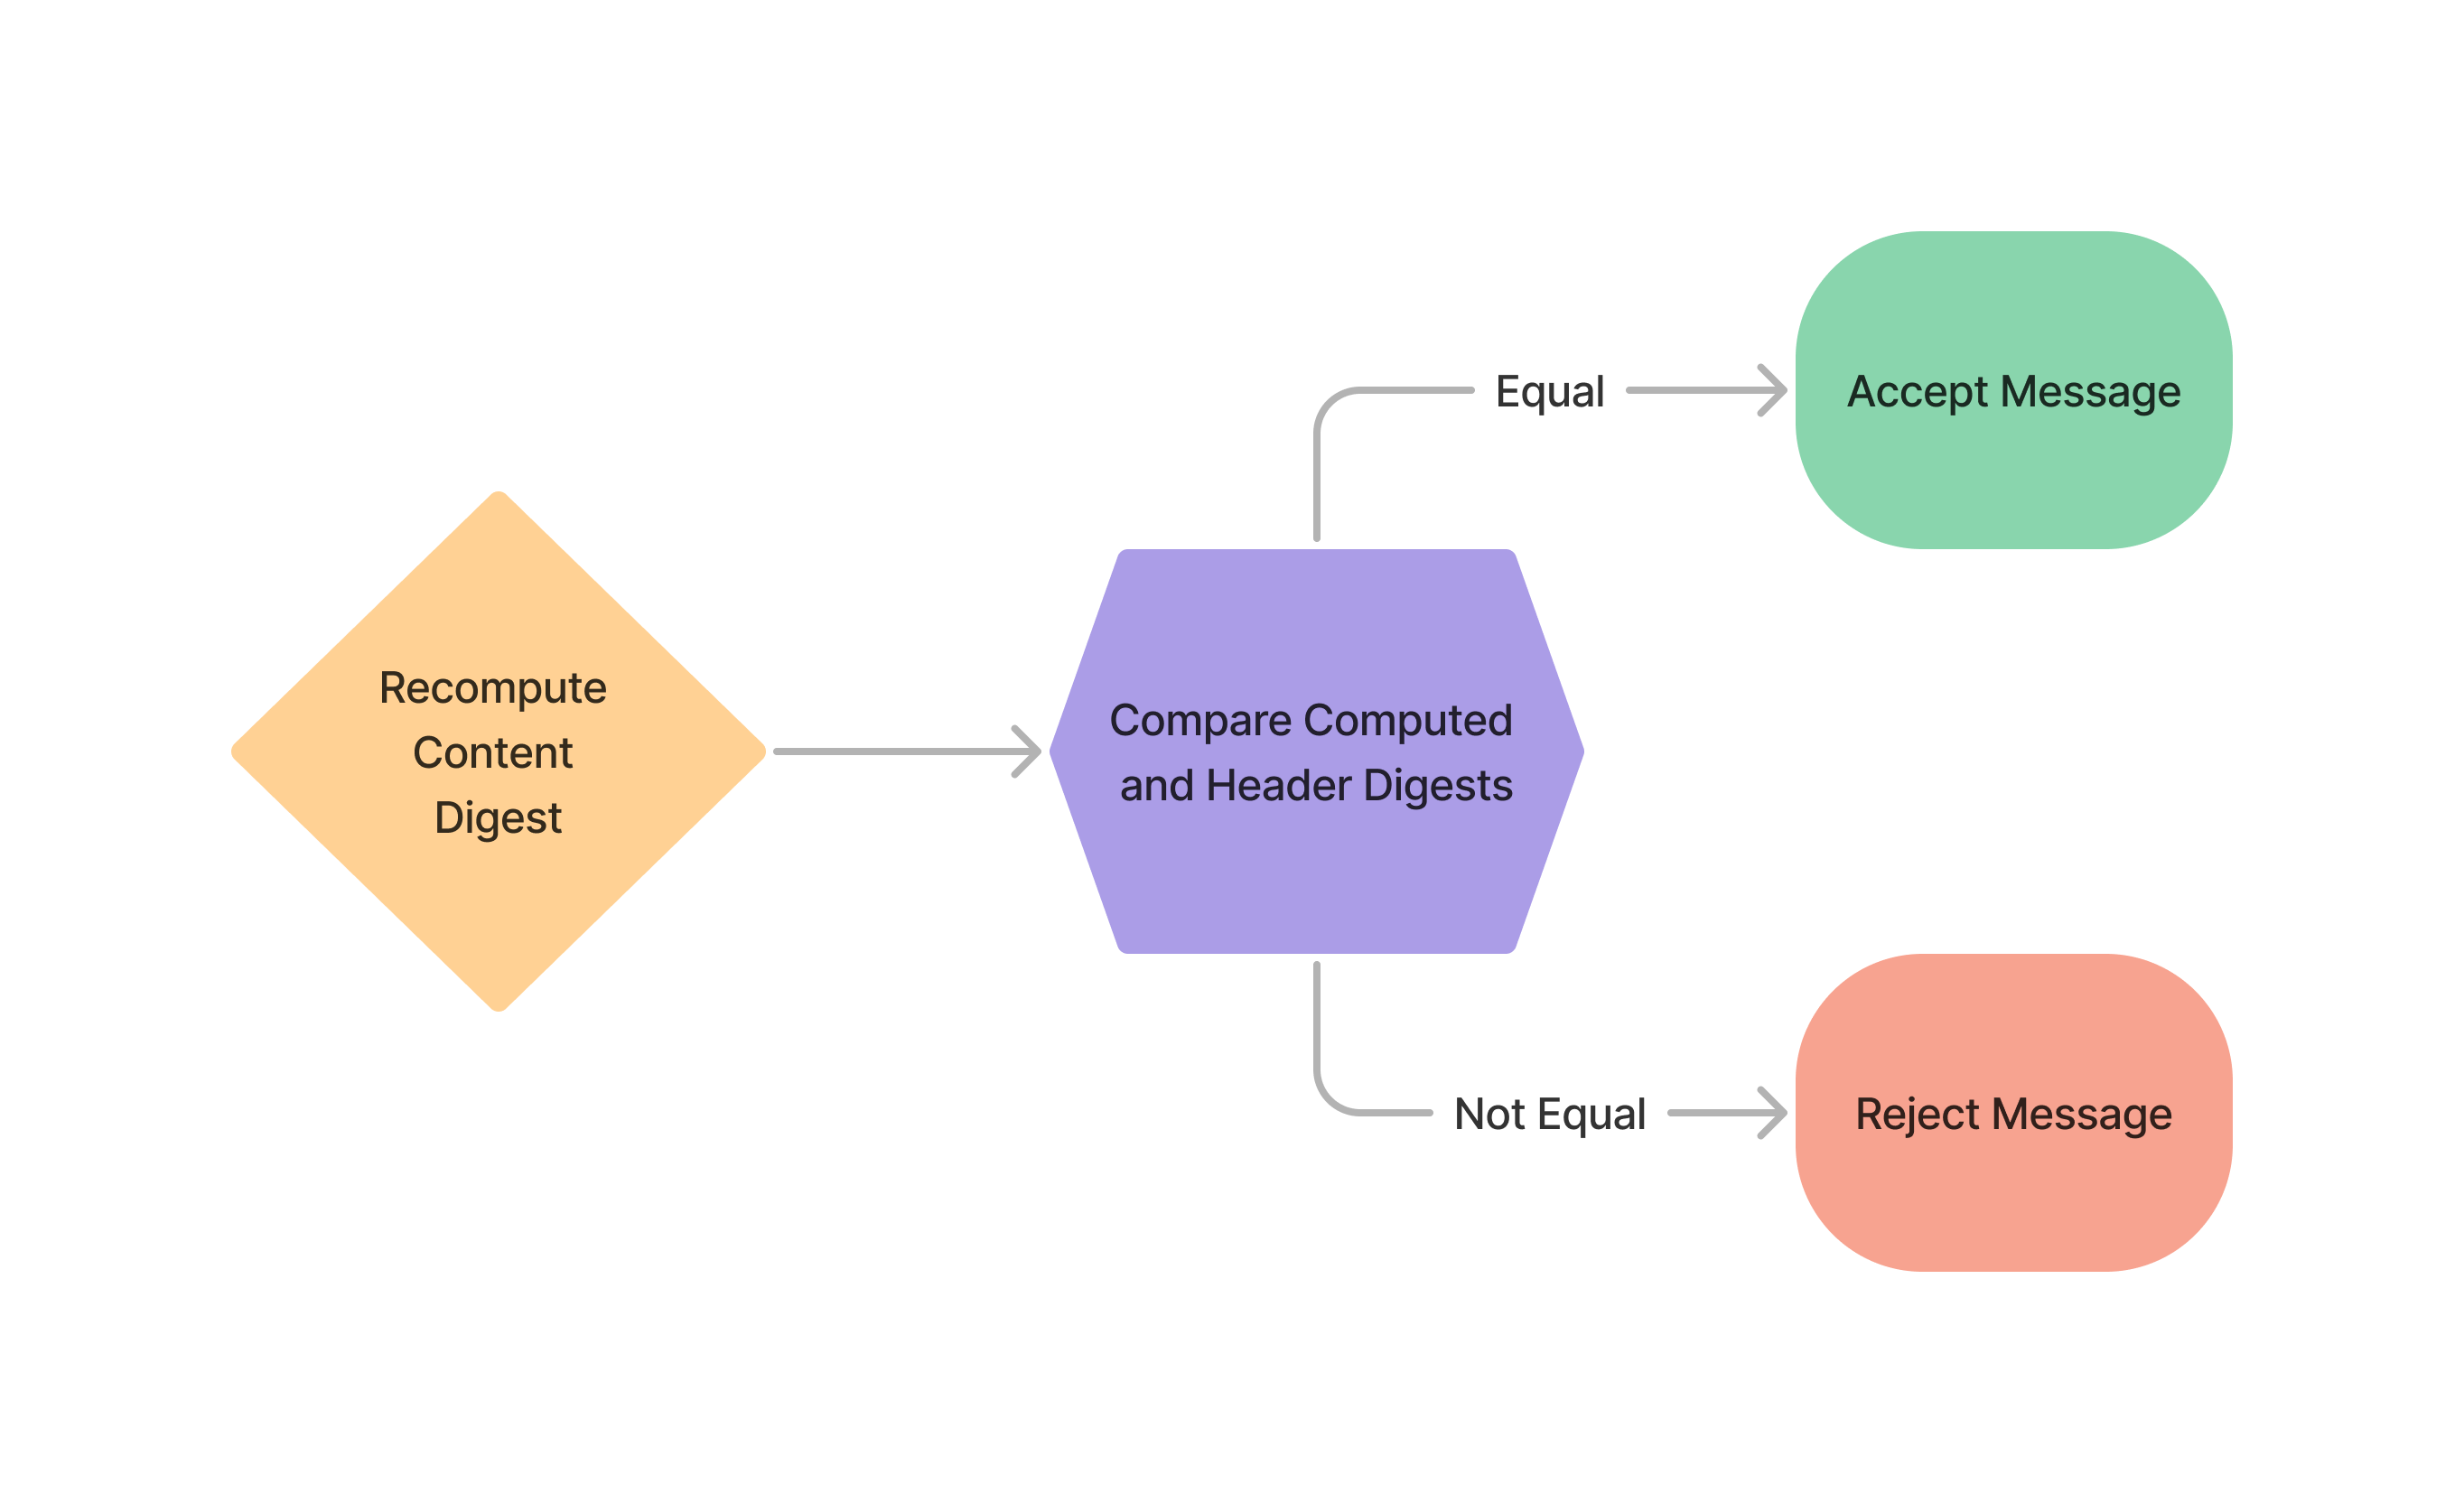 Recompute
Content
Digest
Compare Computed
and Header Digests
Equal
Accept Message
Not Equal
Reject Message